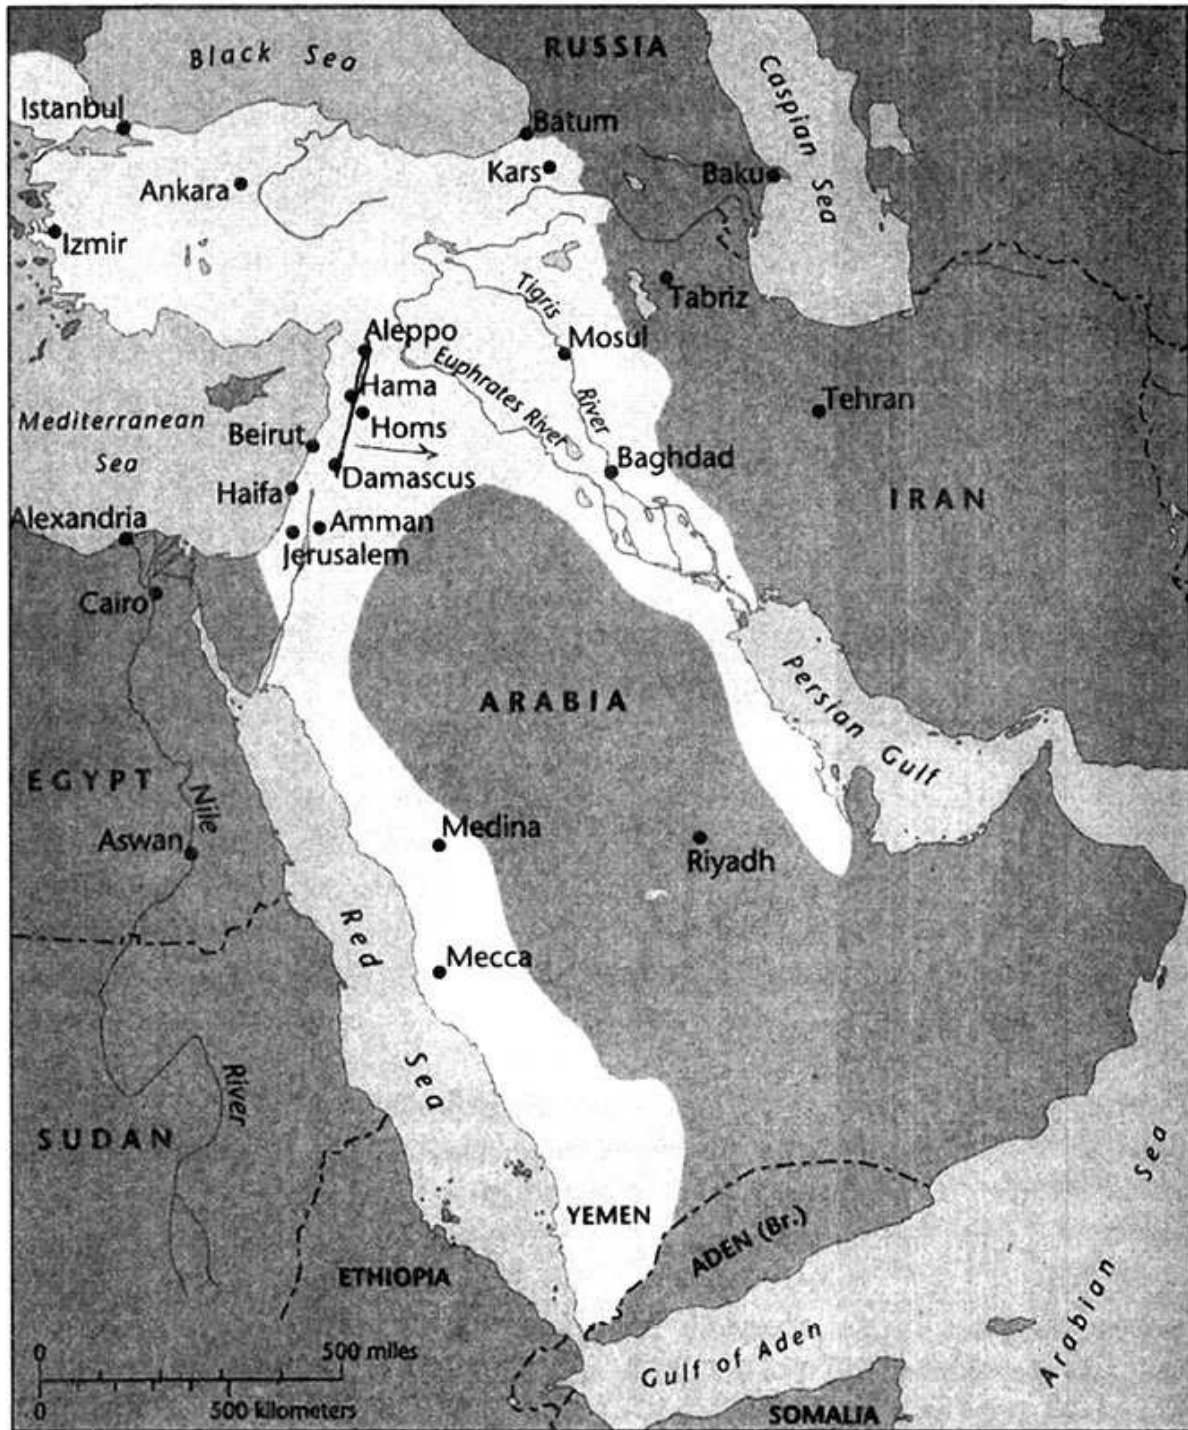 RUSSIA
Black Sea
Caspian
Sea
Istanbul
Batum
Kars
Baku
Ankara
Izmir
Tigris
River
Tabriz
Aleppo
Mosul
Euphrates River
Hama
Tehran
Mediterranean
Sea
Homs
Beirut
Baghdad
Damascus
Haifa
IRAN
Alexandria
Amman
Jerusalem
Cairo
Persian Gulf
ARABIA
EGYPT
Nile
River
Medina
Aswan
Riyadh
Red
Sea
Mecca
SUDAN
YEMEN
ADEN (Br.)
Arabian Sea
ETHIOPIA
0 500 miles
Gulf of Aden
0 500 kilometers
SOMALIA